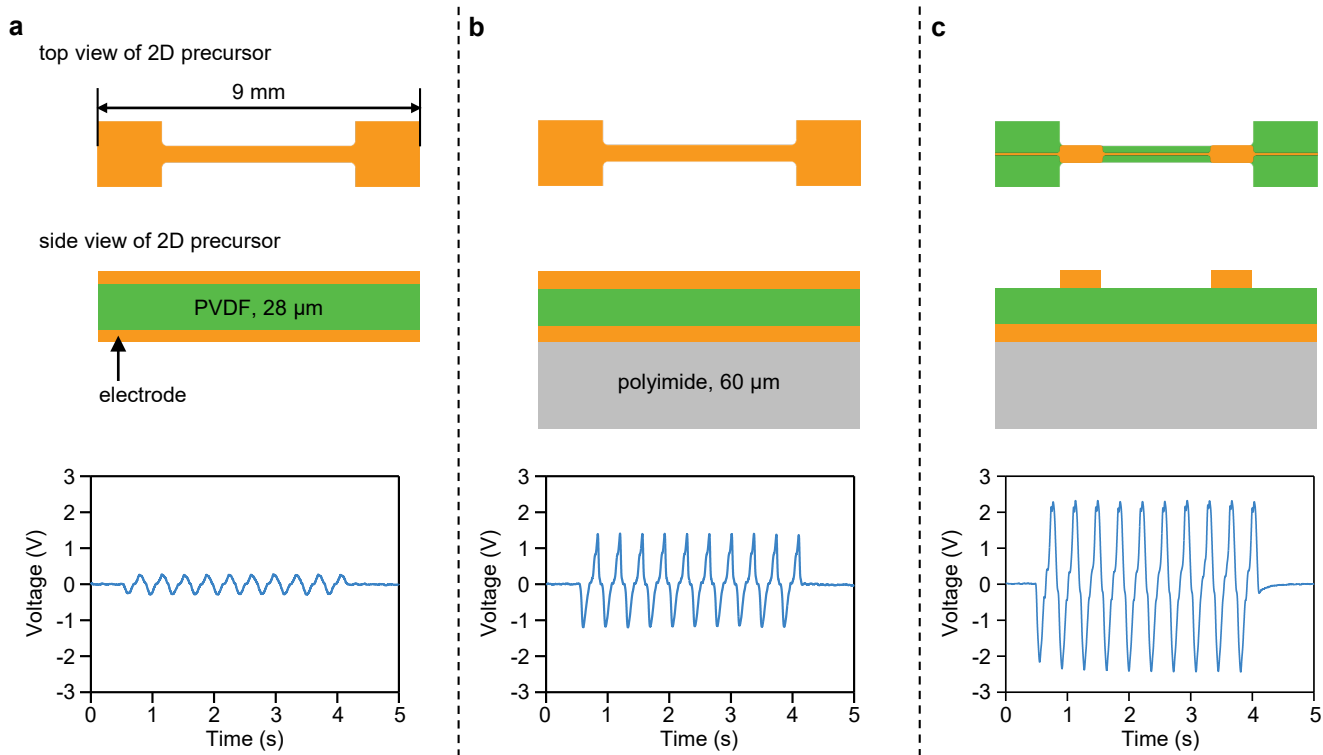 a
top view of 2D precursor
9 mm
side view of 2D precursor
PVDF, 28 µm
electrode
3
2
1
0
-1
-2
-3
Voltage (V)
0 1 2 3 4 5
Time (s)
b
polyimide, 60 µm
3
2
1
0
-1
-2
-3
Voltage (V)
0 1 2 3 4 5
Time (s)
c
3
2
1
0
-1
-2
-3
Voltage (V)
0 1 2 3 4 5
Time (s)